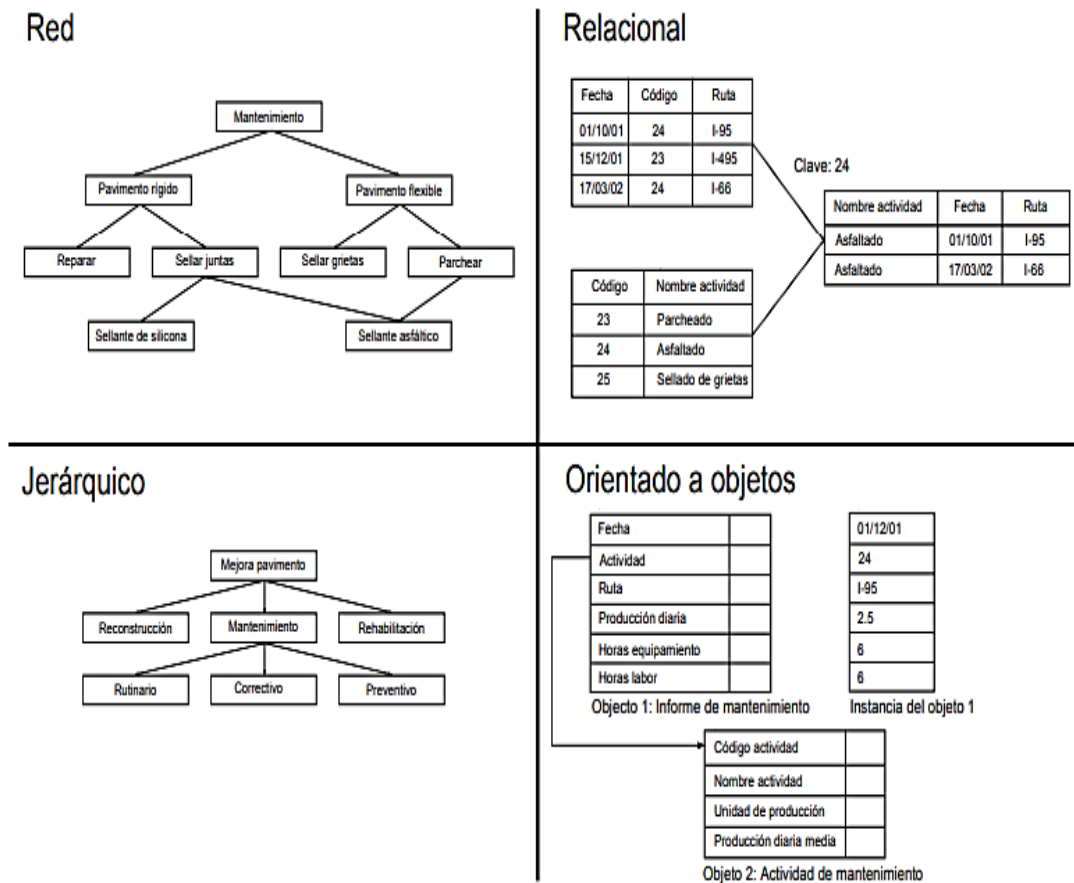 Red
Mantenimiento
Pavimento rígido
Pavimento flexible
Reparar
Sellar juntas
Sellar grietas
Parchear
Sellante de silicona
Sellante asfáltico
Relacional
Fecha Código Ruta
01/10/01 24 I-95
15/12/01 23 I-495
17/03/02 24 I-66
Clave: 24
Nombre actividad Fecha Ruta
Asfaltado 01/10/01 I-95
Asfaltado 17/03/02 I-66
Código Nombre actividad
23 Parcheado
24 Asfaltado
25 Sellado de grietas
Jerárquico
Mejora pavimento
Reconstrucción
Mantenimiento
Rehabilitación
Rutinario
Correctivo
Preventivo
Orientado a objetos
Fecha
Actividad
Ruta
Producción diaria
Horas equipamiento
Horas labor
Objecto 1: Informe de mantenimiento
01/12/01
24
I-95
2.5
6
6
Instancia del objeto 1
Código actividad
Nombre actividad
Unidad de producción
Producción diaria media
Objeto 2: Actividad de mantenimiento